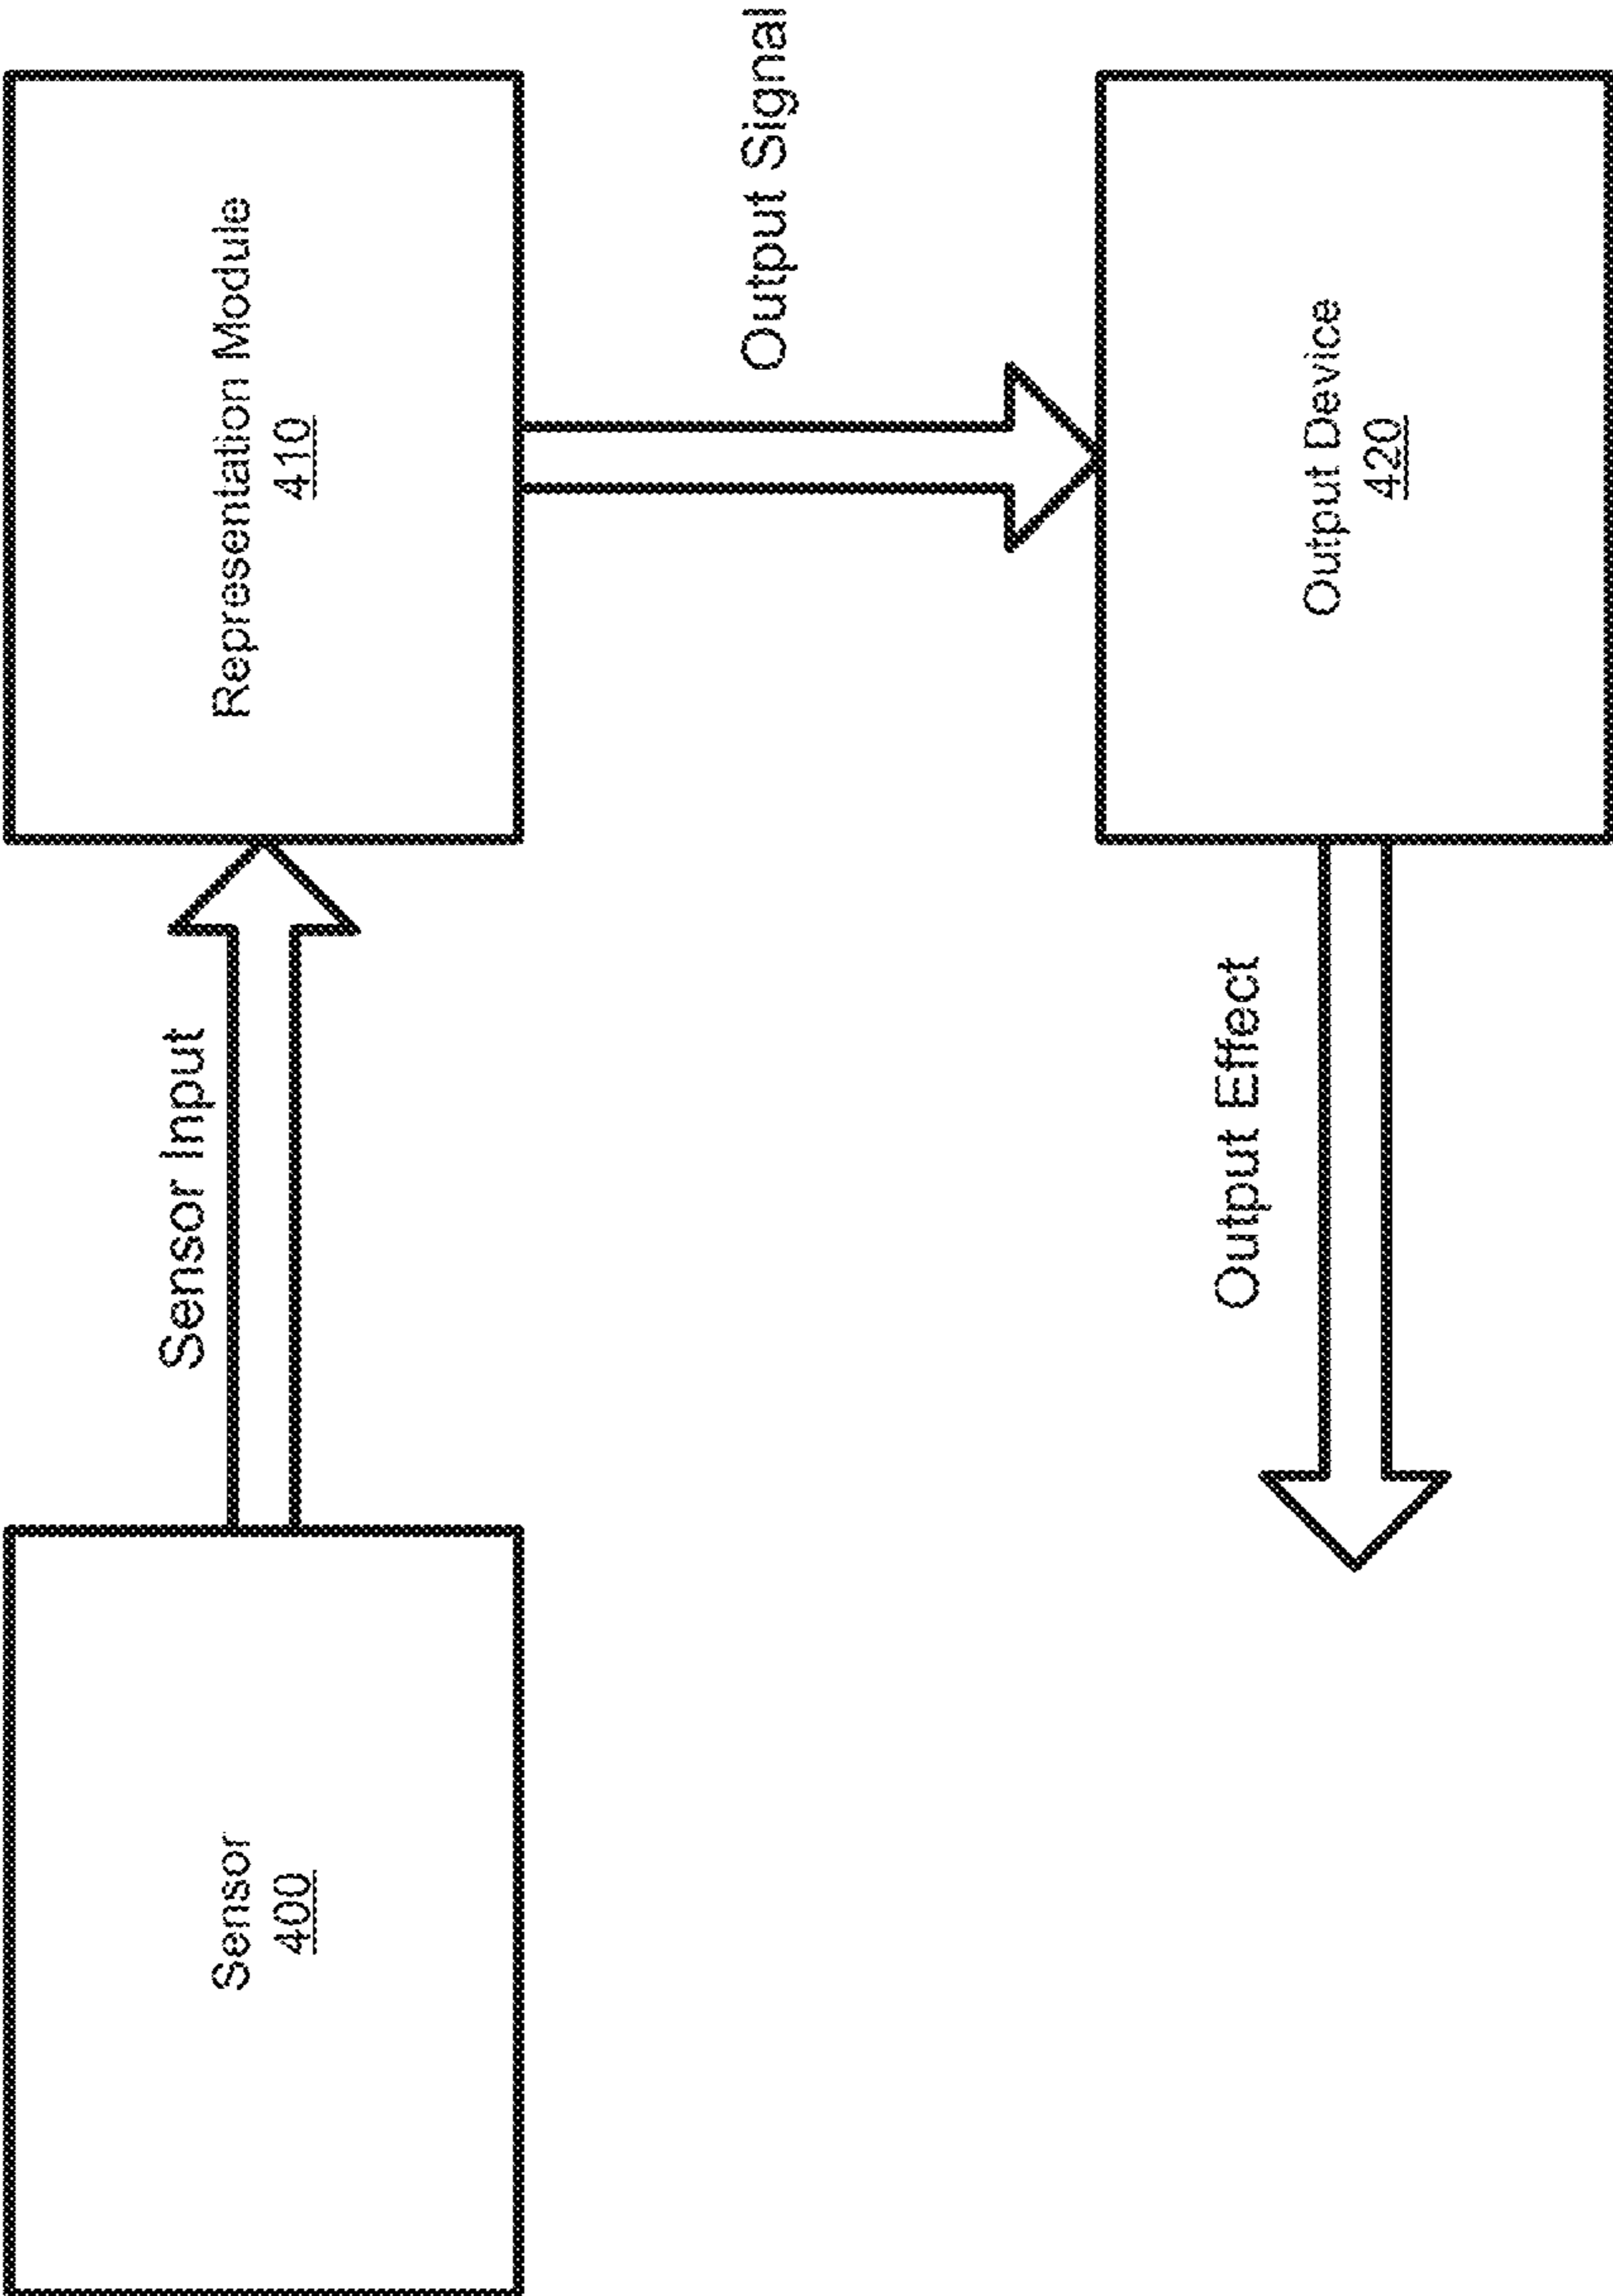 Sensor
400
Sensor Input
Representation Module
410
Output Signal
Output Device
420
Output Effect